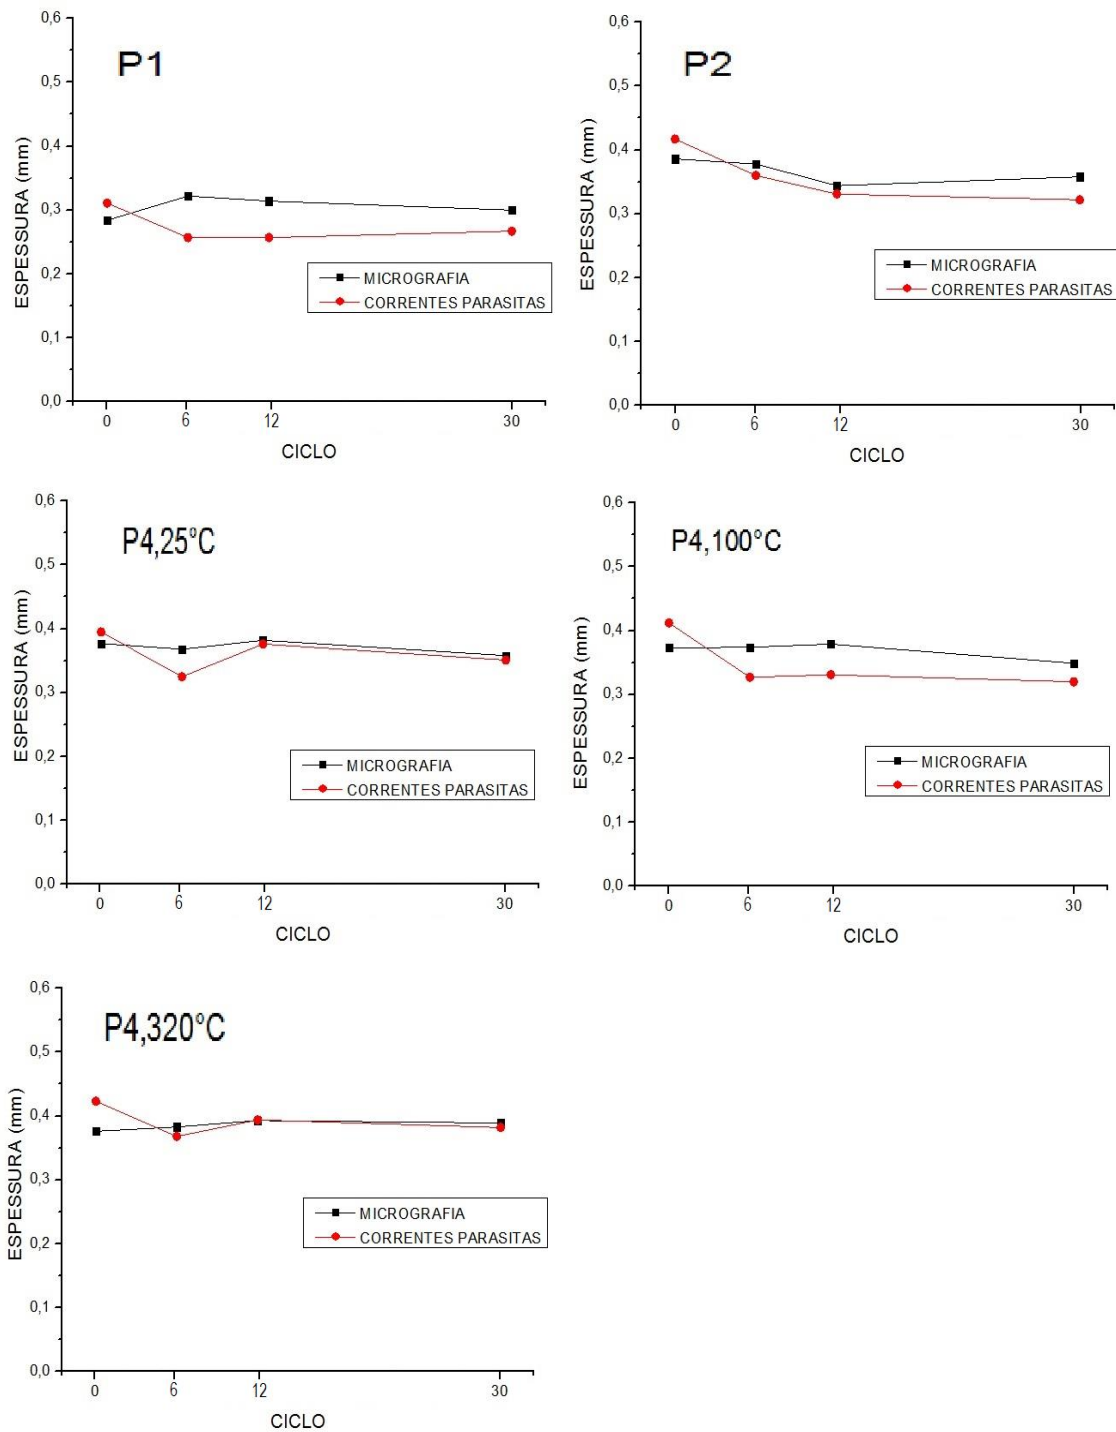 P1
ESPESSURA (mm)
0,6
0,5
0,4
0,3
0,2
0,1
0,0
MICROGRAFIA
CORRENTES PARASITAS
0 6 12 30
CICLO
P2
ESPESSURA (mm)
0,6
0,5
0,4
0,3
0,2
0,1
0,0
MICROGRAFIA
CORRENTES PARASITAS
0 6 12 30
CICLO
P4,25°C
ESPESSURA (mm)
0,6
0,5
0,4
0,3
0,2
0,1
0,0
MICROGRAFIA
CORRENTES PARASITAS
0 6 12 30
CICLO
P4,100°C
ESPESSURA (mm)
0,6
0,5
0,4
0,3
0,2
0,1
0,0
MICROGRAFIA
CORRENTES PARASITAS
0 6 12 30
CICLO
P4,320°C
ESPESSURA (mm)
0,6
0,5
0,4
0,3
0,2
0,1
0,0
MICROGRAFIA
CORRENTES PARASITAS
0 6 12 30
CICLO